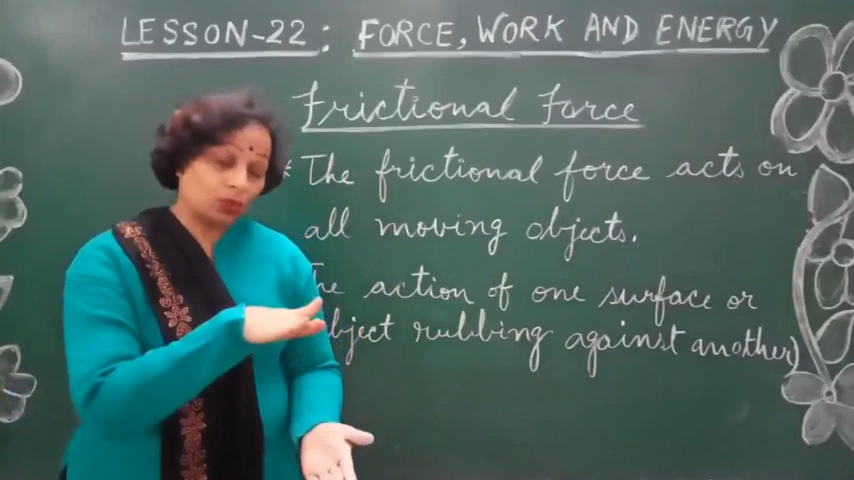 LESSON-22: FORCE, WORK AND ENERGY
Frictional Force
* The frictional force acts on
all moving objects.
action of one surface or
rubbing against another)